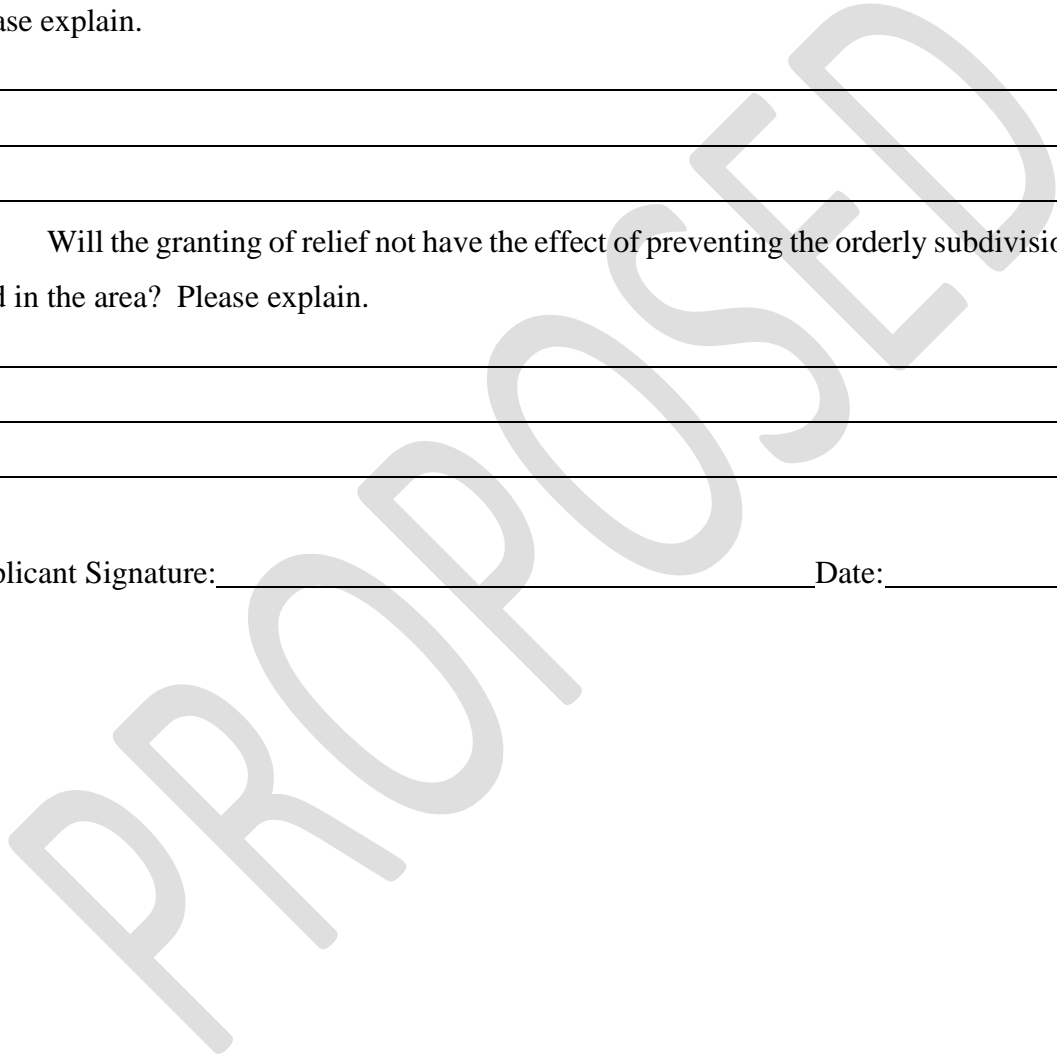 ase explain.
Will the granting of relief not have the effect of preventing the orderly subdivisio
d in the area? Please explain.
plicant Signature: Date:
PROPOSED